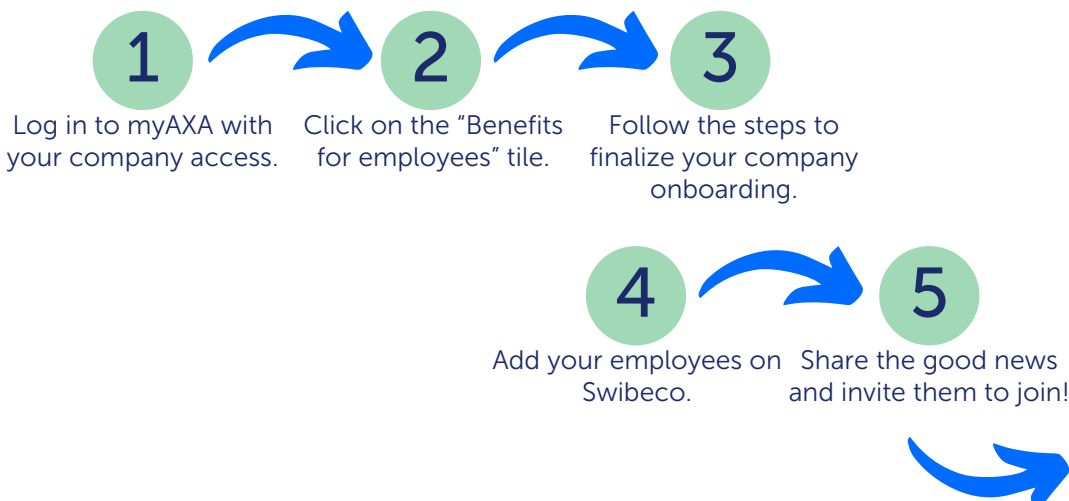 1
Log in to myAXA with
your company access.
2
Click on the “Benefits
for employees” tile.
3
Follow the steps to
finalize your company
onboarding.
4
Add your employees on
Swibeco.
5
Share the good news
and invite them to join!